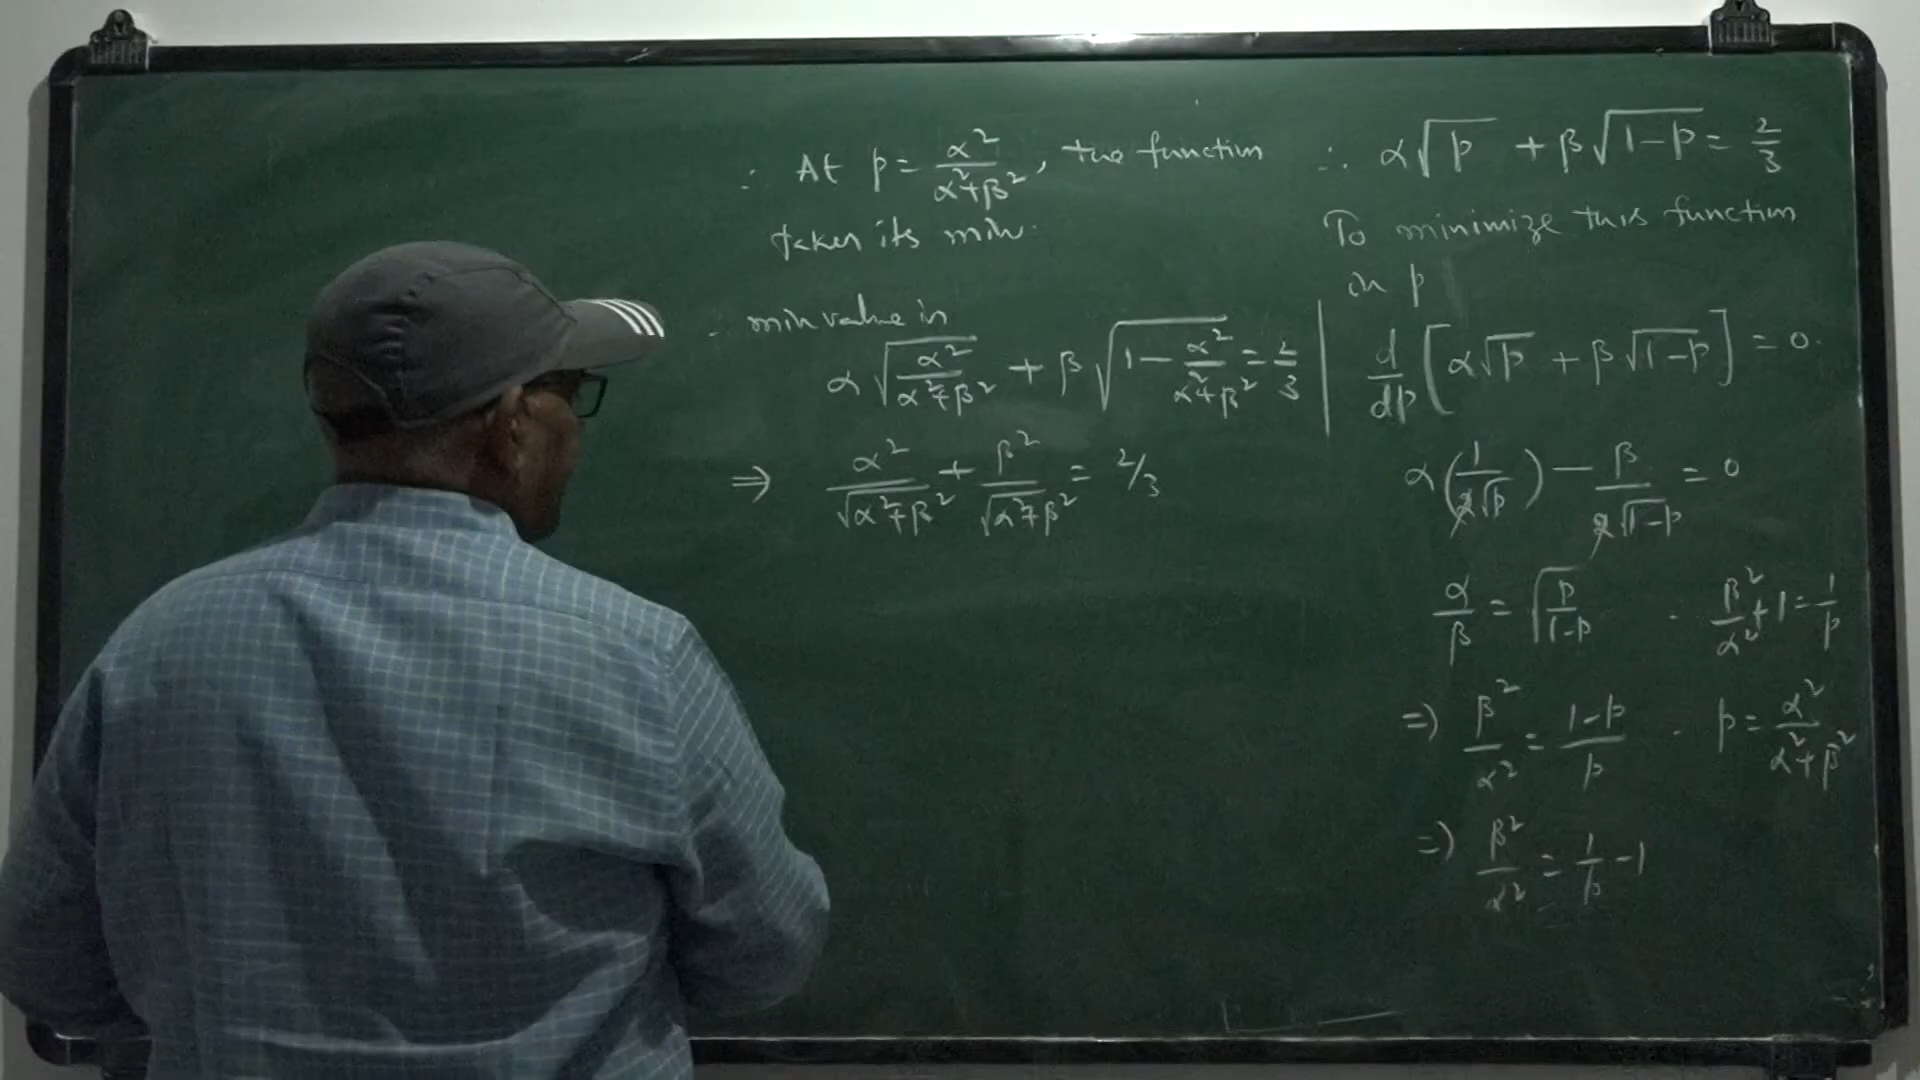 ∴ At p = α²/(α²+β²), the function
takes its min.
- min value is
α√(α²/(α²+β²)) + β√(1 - α²/(α²+β²)) = 2/3
⇒ α²/√(α²+β²) + β²/√(α²+β²) = 2/3
∴ α√p + β√(1-p) = 2/3
To minimize this function
in p
d/dp [α√p + β√(1-p)] = 0.
α(1/(2√p)) - β/(2√(1-p)) = 0
α/β = √(p/(1-p))
⇒ β²/α² = (1-p)/p
⇒ β²/α² = 1/p - 1
. β²/α² + 1 = 1/p
. p = α²/(α²+β²)